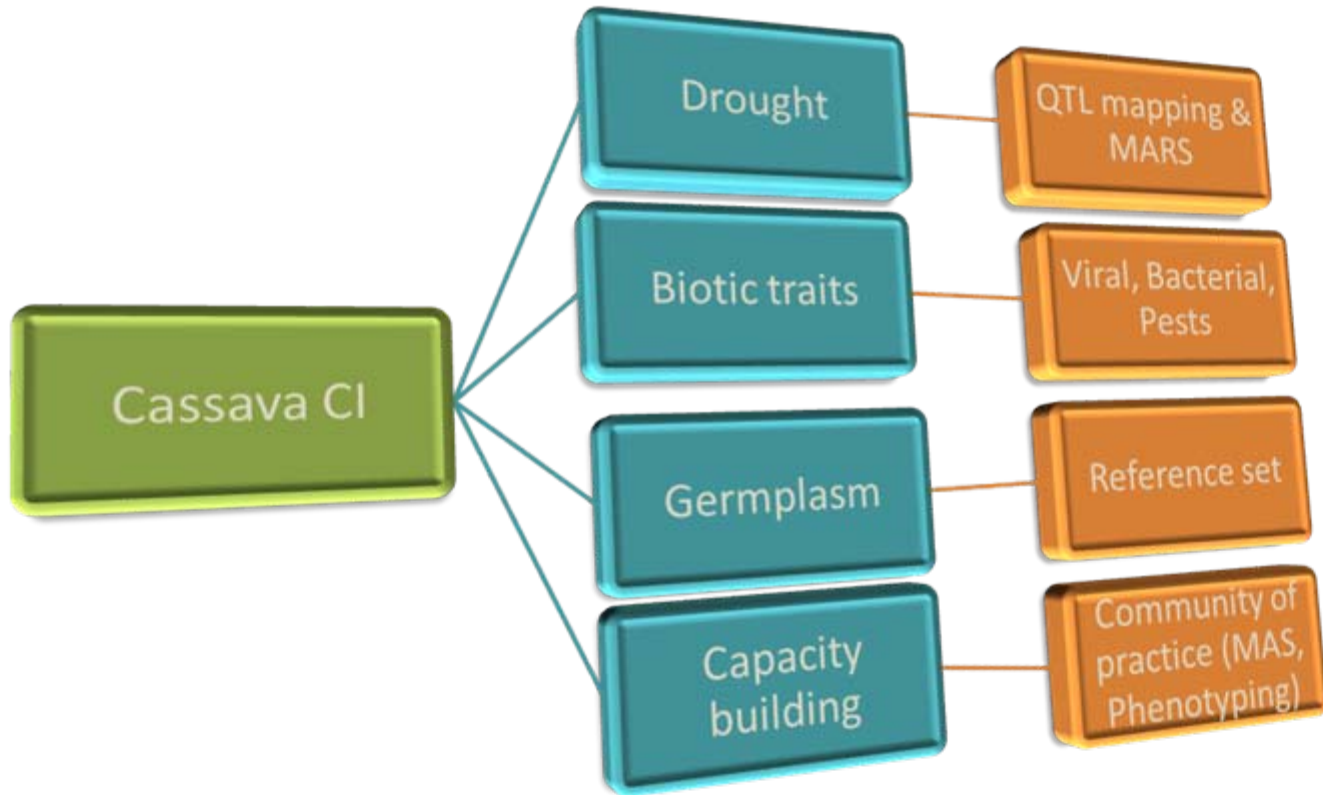 Cassava CI
Drought
QTL mapping &
MARS
Biotic traits
Viral, Bacterial,
Pests
Germplasm
Reference set
Capacity
building
Community of
practice (MAS,
Phenotyping)